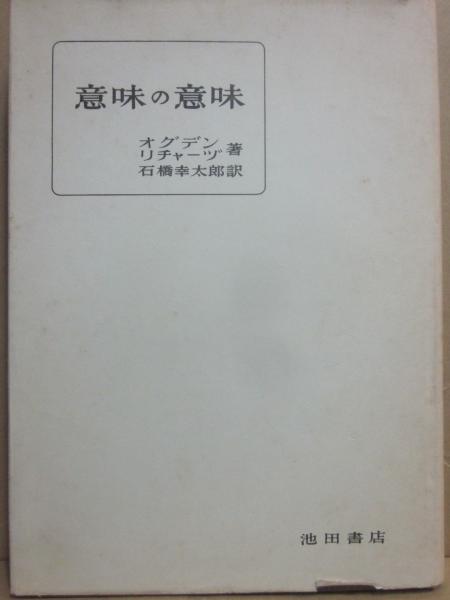 意味の意味
オグデン
リチャーヅ著
石橋幸太郎訳
池田書店